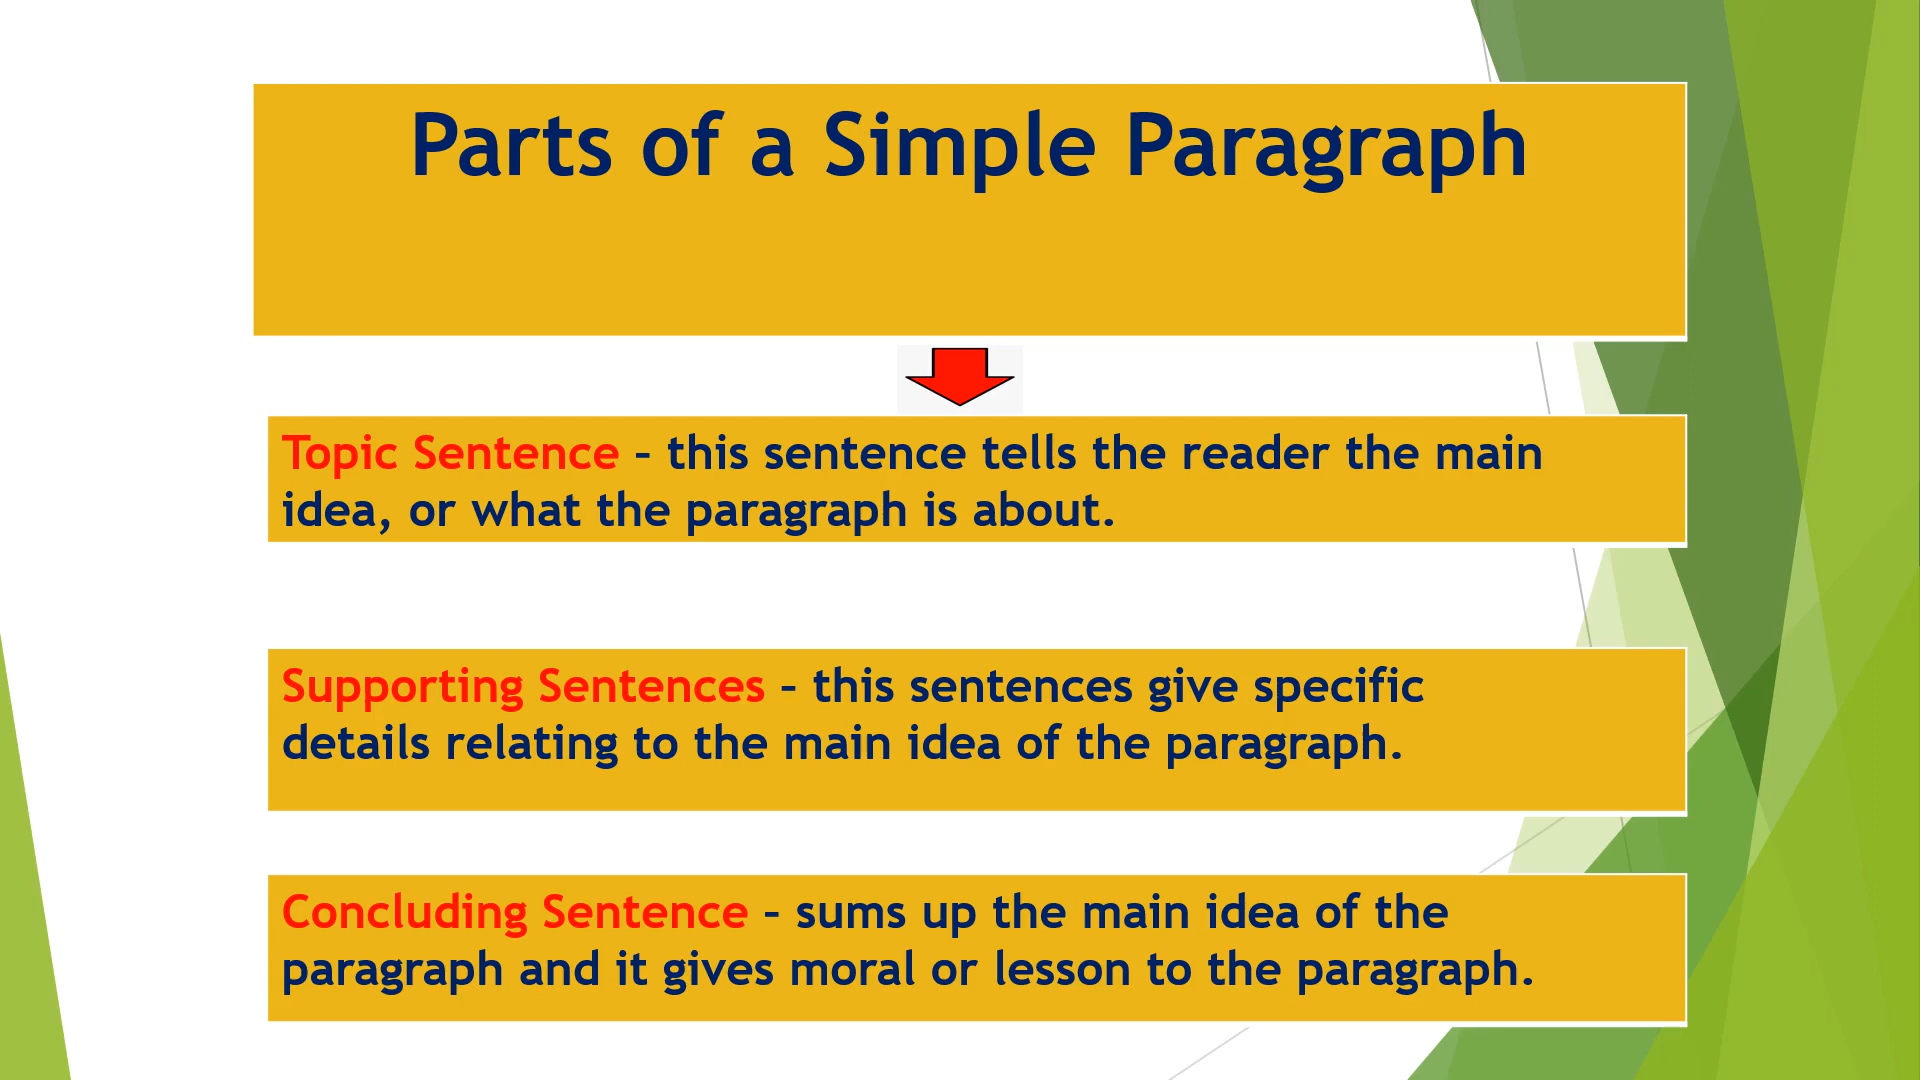 Parts of a Simple Paragraph
Topic Sentence – this sentence tells the reader the main
idea, or what the paragraph is about.
Supporting Sentences – this sentences give specific
details relating to the main idea of the paragraph.
Concluding Sentence – sums up the main idea of the
paragraph and it gives moral or lesson to the paragraph.